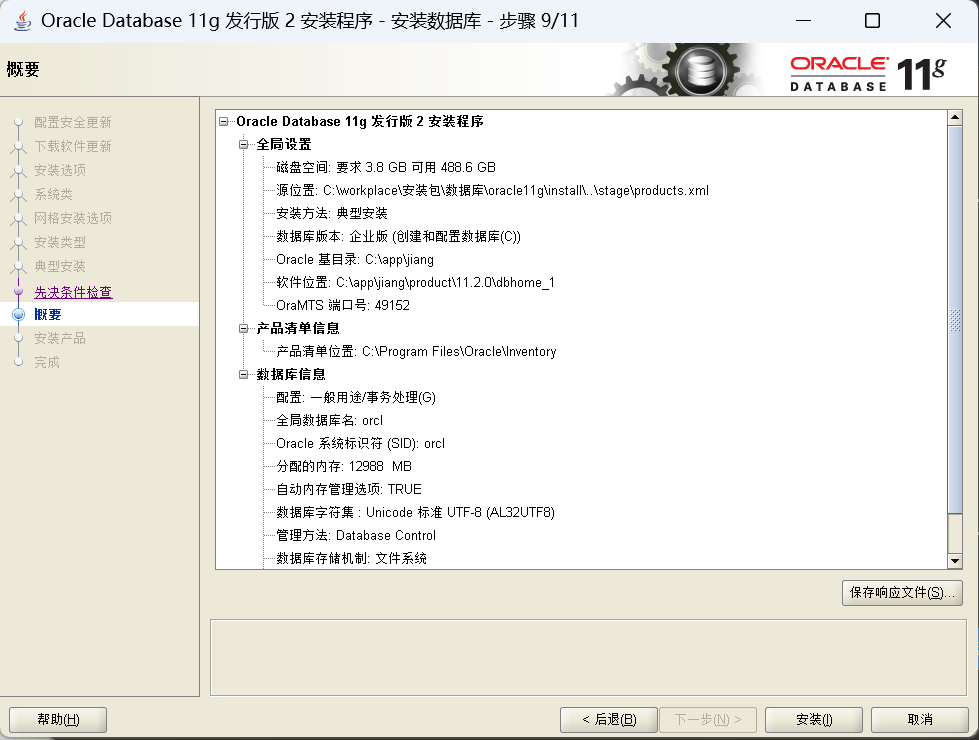 Oracle Database 11g 发行版 2 安装程序 - 安装数据库 - 步骤 9/11
概要
ORACLE
DATABASE 11g
配置安全更新
下载软件更新
安装选项
系统类
网格安装选项
安装类型
典型安装
先决条件检查
概要
安装产品
完成
Oracle Database 11g 发行版 2 安装程序
全局设置
磁盘空间: 要求 3.8 GB 可用 488.6 GB
源位置: C:\workplace\安装包\数据库\oracle11g\install\..\stage\products.xml
安装方法: 典型安装
数据库版本: 企业版 (创建和配置数据库(C))
Oracle 基目录: C:\app\jiang
软件位置: C:\app\jiang\product\11.2.0\dbhome_1
OraMTS 端口号: 49152
产品清单信息
产品清单位置: C:\Program Files\Oracle\Inventory
数据库信息
配置: 一般用途/事务处理(G)
全局数据库名: orcl
Oracle 系统标识符 (SID): orcl
分配的内存: 12988 MB
自动内存管理选项: TRUE
数据库字符集 : Unicode 标准 UTF-8 (AL32UTF8)
管理方法: Database Control
数据库存储机制: 文件系统
保存响应文件(S)...
帮助(H)
< 后退(B)
下一步(N) >
安装(I)
取消